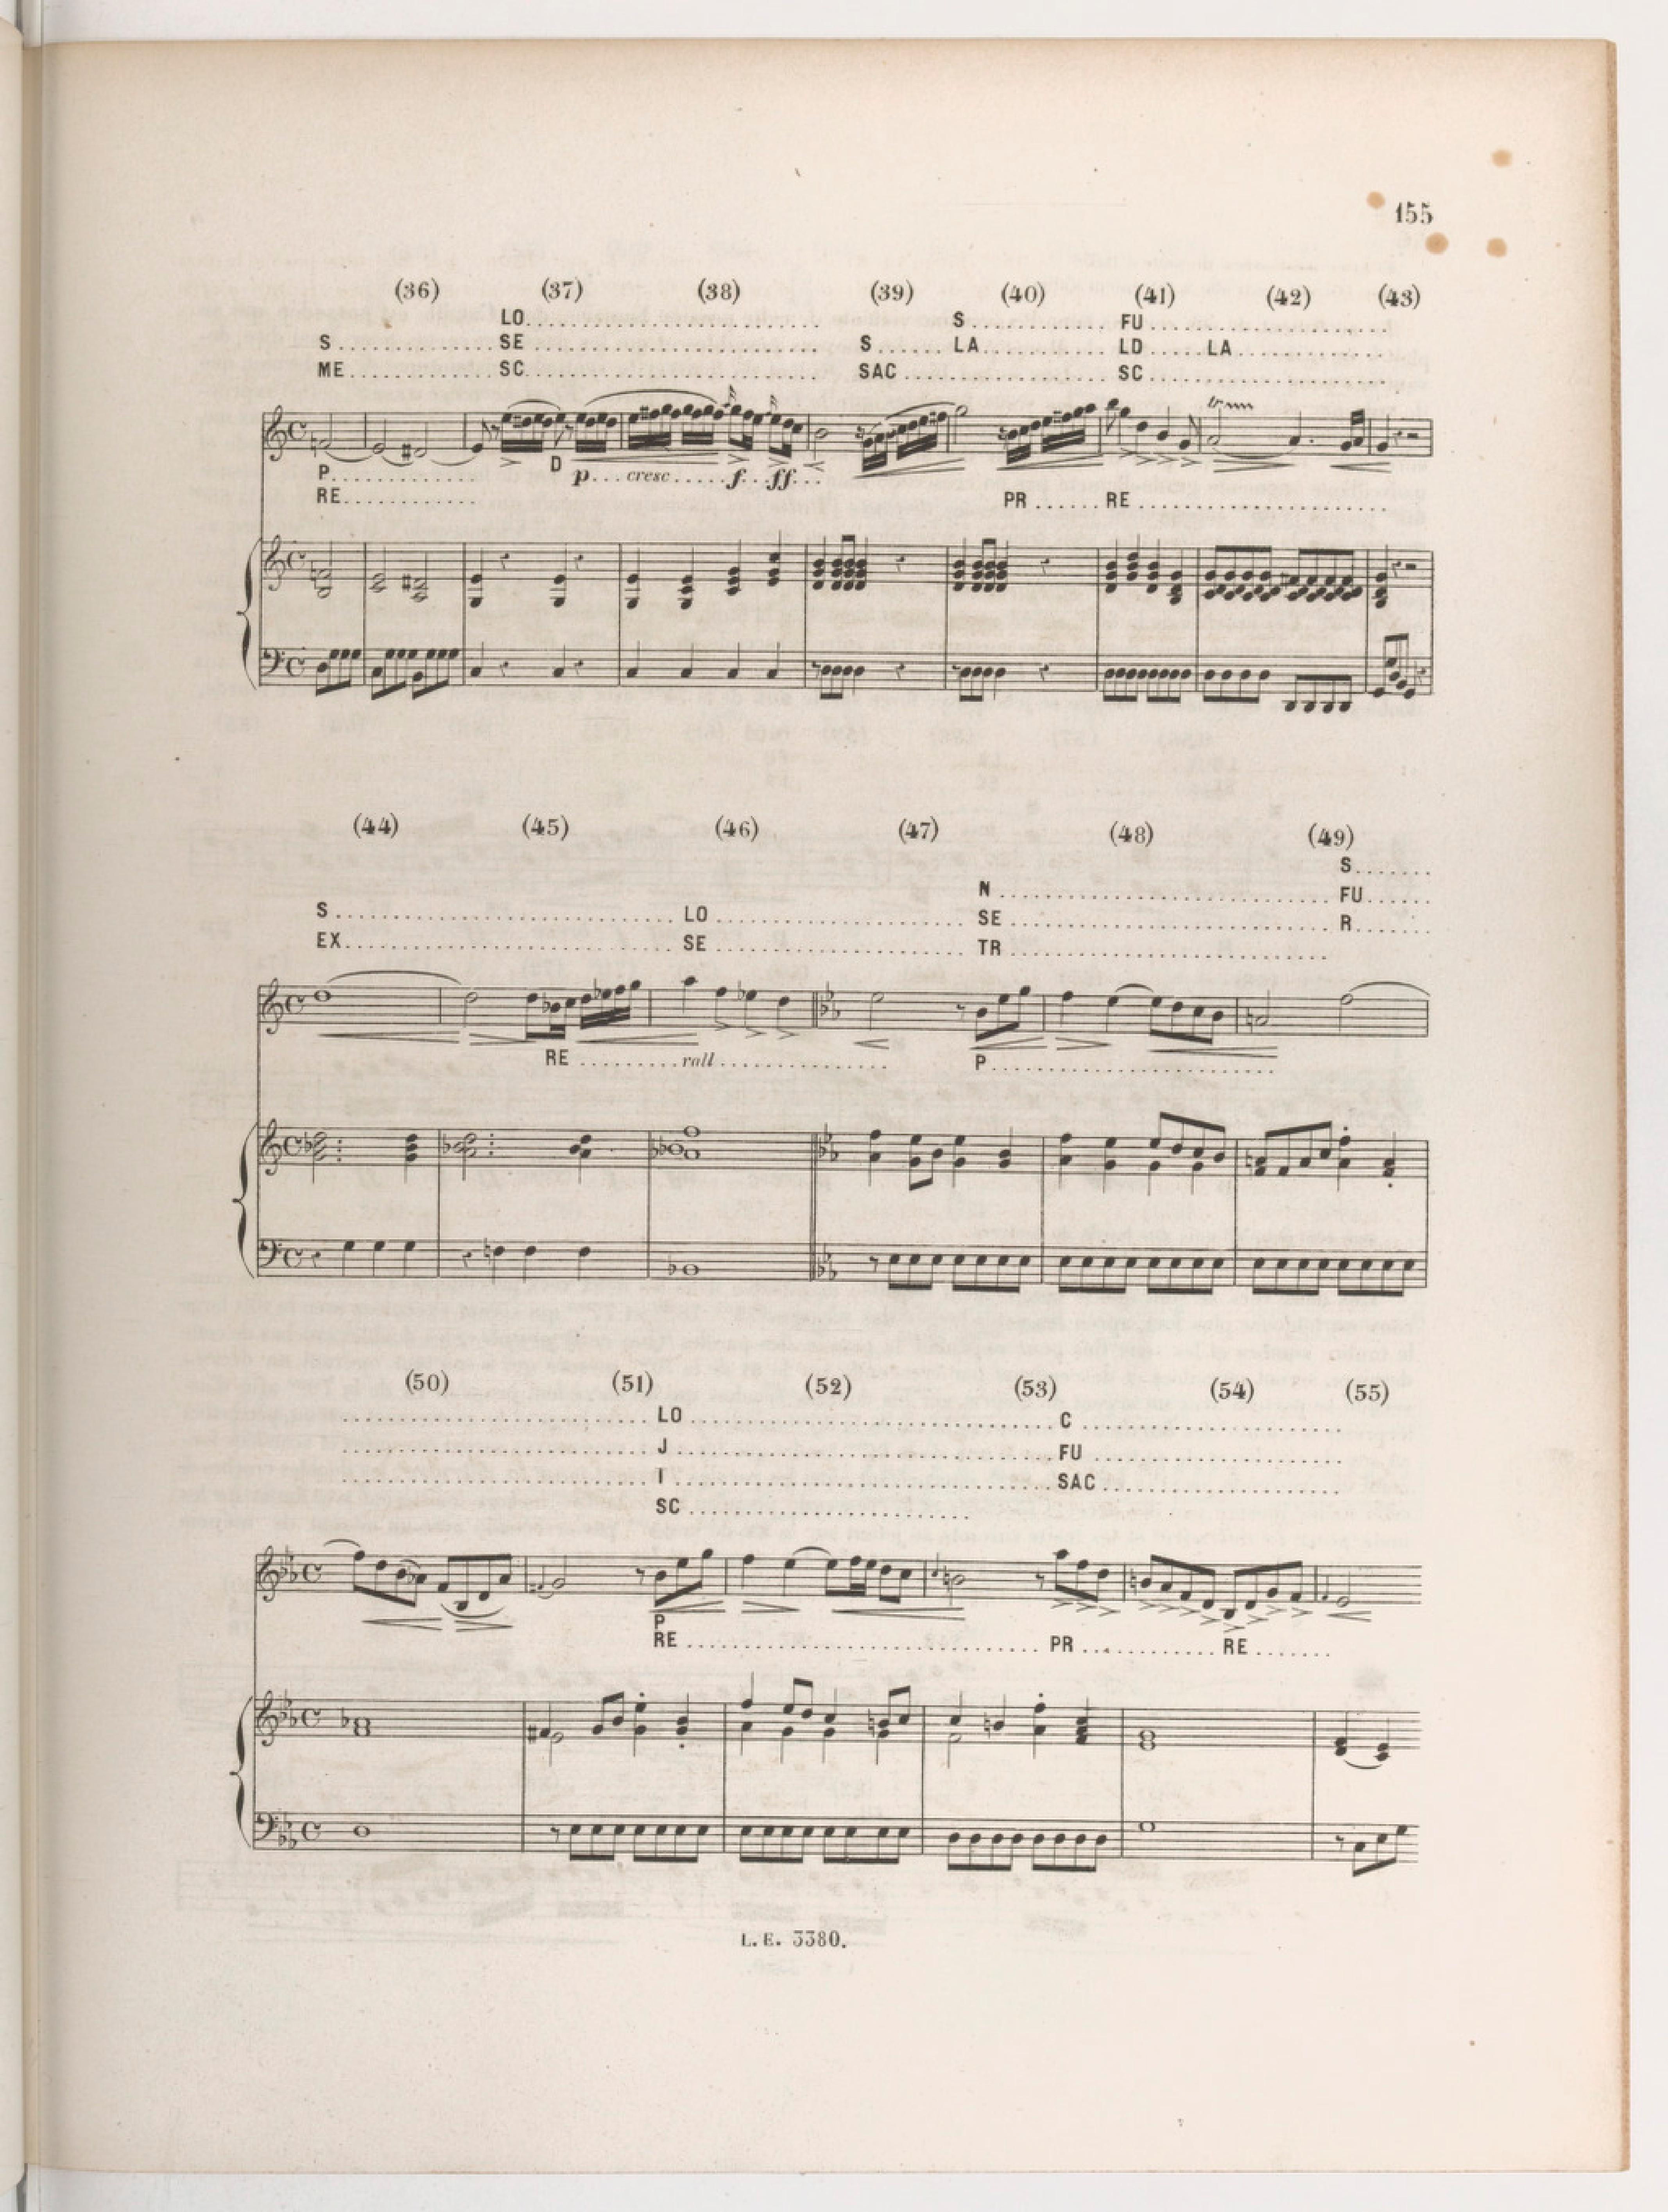 155
(36) (37) (38) (39) (40) (41) (42) (43)
LO.............................. S.............. FU.........................
S................SE.............................. S...... LA............. LD..... LA...............
ME...............SC.............................. SAC.................... SC.........................
P............... D p... cresc..... f... ff...
RE.............. PR...... RE..........................
(44) (45) (46) (47) (48) (49)
S.......
N.................................FU......
S..................................LO......................... SE.................................R.......
EX.................................SE......................... TR.................................
RE..........rall................. P.............................
(50) (51) (52) (53) (54) (55)
...............................LO.....................................C..........................
...............................J......................................FU.........................
...............................I......................................SAC........................
SC............................
P
RE.................................... PR.............. RE........
L. E. 3380.